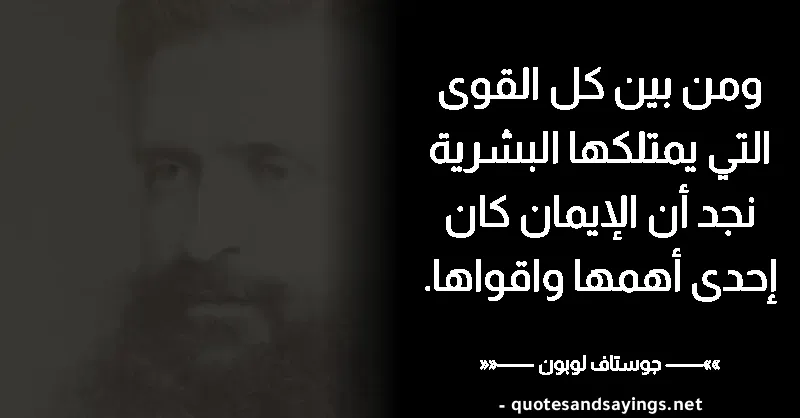 ومن بين كل القوى
التي يمتلكها البشرية
نجد أن الإيمان كان
إحدى أهمها واقواها.
»»—— جوستاف لوبون ——««
- quotesandsayings.net